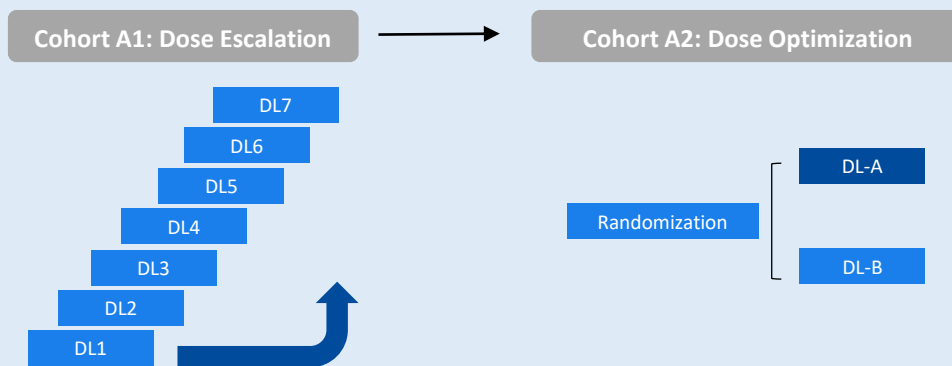 Cohort A1: Dose Escalation
Cohort A2: Dose Optimization
DL7
DL6
DL5
DL4
DL3
DL2
DL1
Randomization
DL-A
DL-B